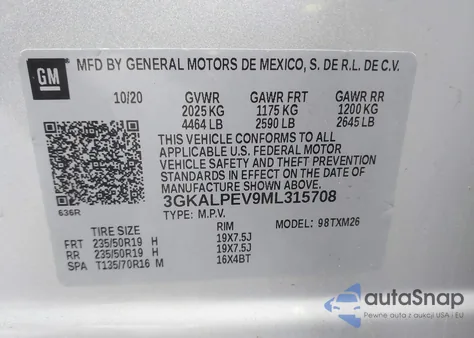 GM
MFD BY GENERAL MOTORS DE MEXICO, S. DE R.L. DE C.V.
10/20 GVWR GAWR FRT GAWR RR
2025 KG 1175 KG 1200 KG
4464 LB 2590 LB 2645 LB
THIS VEHICLE CONFORMS TO ALL
APPLICABLE U.S. FEDERAL MOTOR
VEHICLE SAFETY AND THEFT PREVENTION
STANDARDS IN EFFECT ON THE DATE OF
MANUFACTURE SHOWN ABOVE.
3GKALPEV9ML315708
636R
TYPE: M.P.V. MODEL: 98TXM26
TIRE SIZE RIM
FRT 235/50R19 H 19X7.5J
RR 235/50R19 H 19X7.5J
SPA T135/70R16 M 16X4BT
autoSnap
Pewne auta z aukcji USA i EU